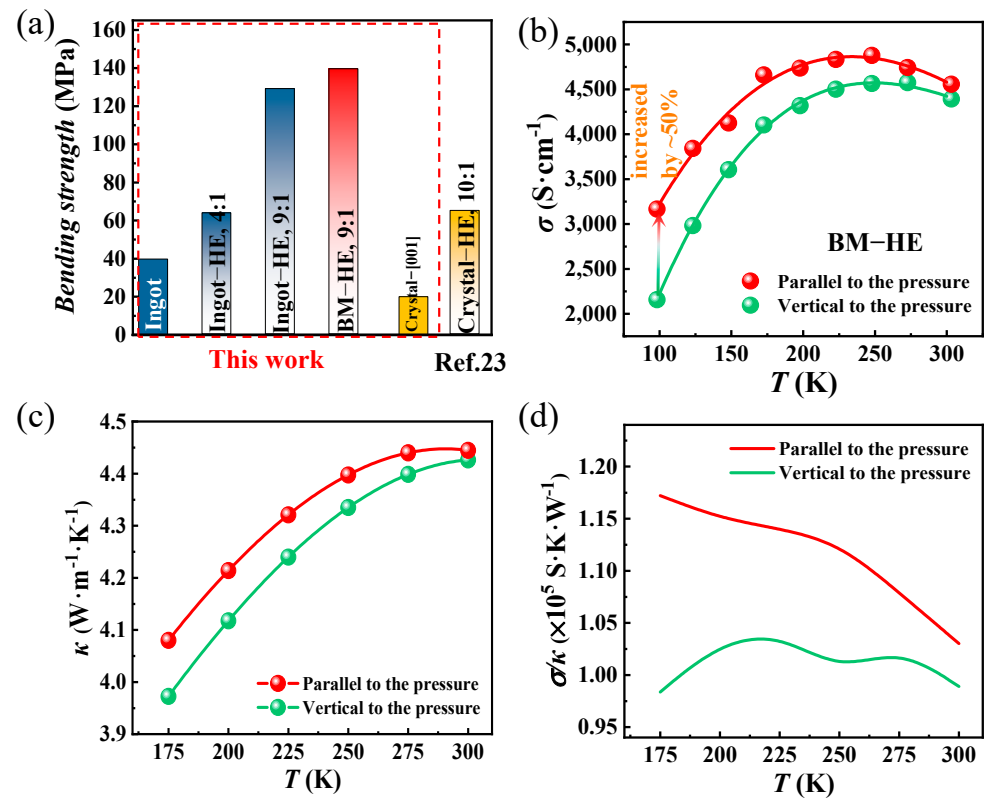 (a)
Bending strength (MPa)
160
140
120
100
80
60
40
20
0
Ingot
Ingot−HE, 4:1
Ingot−HE, 9:1
BM−HE, 9:1
Crystal−[001]
Crystal−HE, 10:1
This work
Ref.23
(b)
σ (S·cm⁻¹)
5,000
4,500
4,000
3,500
3,000
2,500
2,000
increased
by ~50%
BM−HE
Parallel to the pressure
Vertical to the pressure
100 150 200 250 300
T (K)
(c)
κ (W·m⁻¹·K⁻¹)
4.5
4.4
4.3
4.2
4.1
4.0
3.9
Parallel to the pressure
Vertical to the pressure
175 200 225 250 275 300
T (K)
(d)
σ/κ (×10⁵ S·K·W⁻¹)
1.20
1.15
1.10
1.05
1.00
0.95
Parallel to the pressure
Vertical to the pressure
175 200 225 250 275 300
T (K)